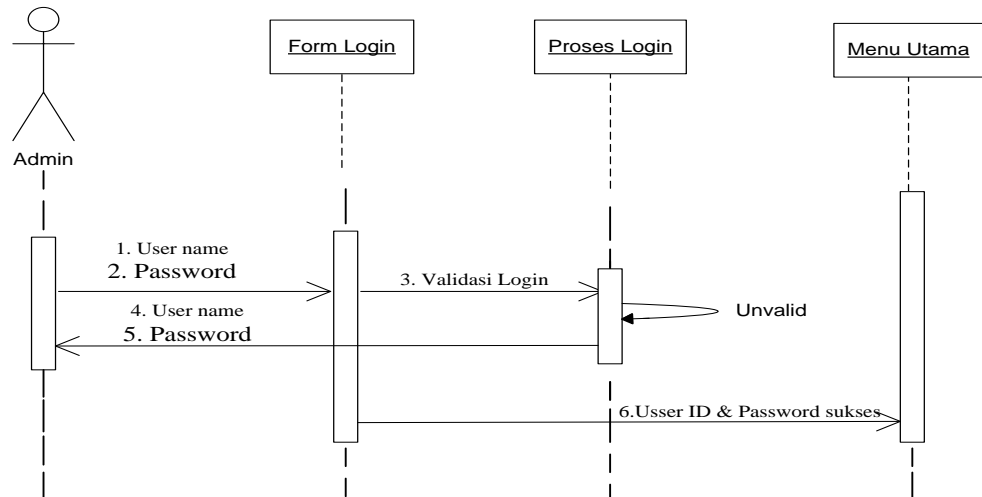 Form Login
Proses Login
Menu Utama
Admin
1. User name
2. Password
3. Validasi Login
4. User name
5. Password
Unvalid
6.Usser ID & Password sukses